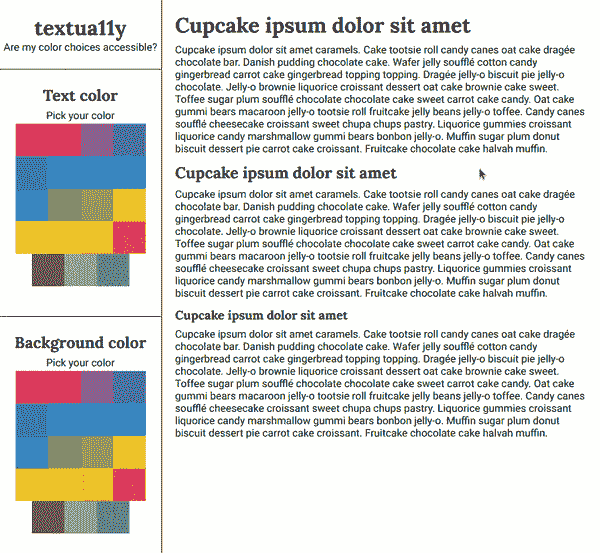 textua11y
Are my color choices accessible?
Text color
Pick your color
Background color
Pick your color
Cupcake ipsum dolor sit amet
Cupcake ipsum dolor sit amet caramels. Cake tootsie roll candy canes oat cake dragée
chocolate bar. Danish pudding chocolate cake. Wafer jelly soufflé cotton candy
gingerbread carrot cake gingerbread topping topping. Dragée jelly-o biscuit pie jelly-o
chocolate. Jelly-o brownie liquorice croissant dessert oat cake brownie cake sweet.
Toffee sugar plum soufflé chocolate chocolate cake sweet carrot cake candy. Oat cake
gummi bears macaroon jelly-o tootsie roll fruitcake jelly beans jelly-o toffee. Candy canes
soufflé cheesecake croissant sweet chupa chups pastry. Liquorice gummies croissant
liquorice candy marshmallow gummi bears bonbon jelly-o. Muffin sugar plum donut
biscuit dessert pie carrot cake croissant. Fruitcake chocolate cake halvah muffin.
Cupcake ipsum dolor sit amet
Cupcake ipsum dolor sit amet caramels. Cake tootsie roll candy canes oat cake dragée
chocolate bar. Danish pudding chocolate cake. Wafer jelly soufflé cotton candy
gingerbread carrot cake gingerbread topping topping. Dragée jelly-o biscuit pie jelly-o
chocolate. Jelly-o brownie liquorice croissant dessert oat cake brownie cake sweet.
Toffee sugar plum soufflé chocolate chocolate cake sweet carrot cake candy. Oat cake
gummi bears macaroon jelly-o tootsie roll fruitcake jelly beans jelly-o toffee. Candy canes
soufflé cheesecake croissant sweet chupa chups pastry. Liquorice gummies croissant
liquorice candy marshmallow gummi bears bonbon jelly-o. Muffin sugar plum donut
biscuit dessert pie carrot cake croissant. Fruitcake chocolate cake halvah muffin.
Cupcake ipsum dolor sit amet
Cupcake ipsum dolor sit amet caramels. Cake tootsie roll candy canes oat cake dragée
chocolate bar. Danish pudding chocolate cake. Wafer jelly soufflé cotton candy
gingerbread carrot cake gingerbread topping topping. Dragée jelly-o biscuit pie jelly-o
chocolate. Jelly-o brownie liquorice croissant dessert oat cake brownie cake sweet.
Toffee sugar plum soufflé chocolate chocolate cake sweet carrot cake candy. Oat cake
gummi bears macaroon jelly-o tootsie roll fruitcake jelly beans jelly-o toffee. Candy canes
soufflé cheesecake croissant sweet chupa chups pastry. Liquorice gummies croissant
liquorice candy marshmallow gummi bears bonbon jelly-o. Muffin sugar plum donut
biscuit dessert pie carrot cake croissant. Fruitcake chocolate cake halvah muffin.